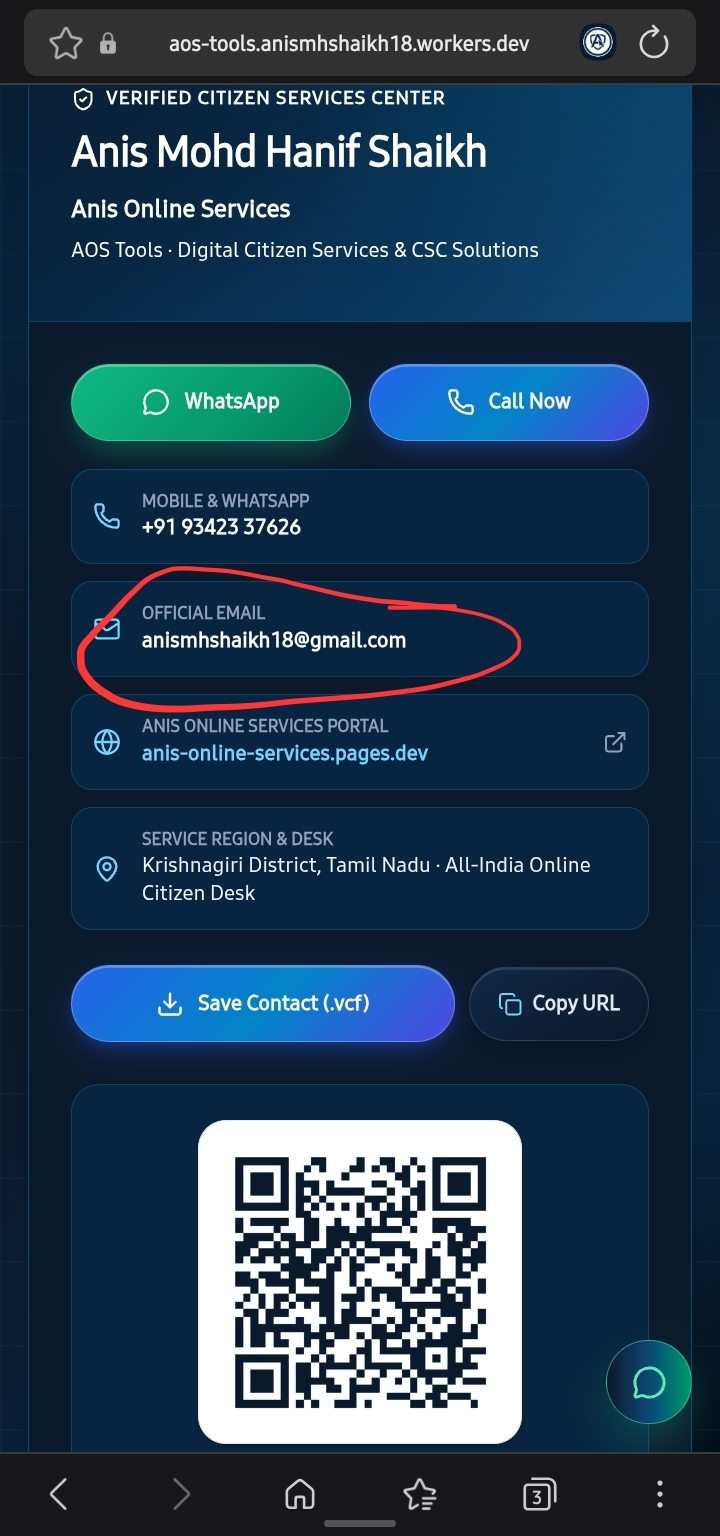 aos-tools.anismhshaikh18.workers.dev
VERIFIED CITIZEN SERVICES CENTER
Anis Mohd Hanif Shaikh
Anis Online Services
AOS Tools · Digital Citizen Services & CSC Solutions
WhatsApp
Call Now
MOBILE & WHATSAPP
+91 93423 37626
OFFICIAL EMAIL
anismhshaikh18@gmail.com
ANIS ONLINE SERVICES PORTAL
anis-online-services.pages.dev
SERVICE REGION & DESK
Krishnagiri District, Tamil Nadu · All-India Online
Citizen Desk
Save Contact (.vcf)
Copy URL
3